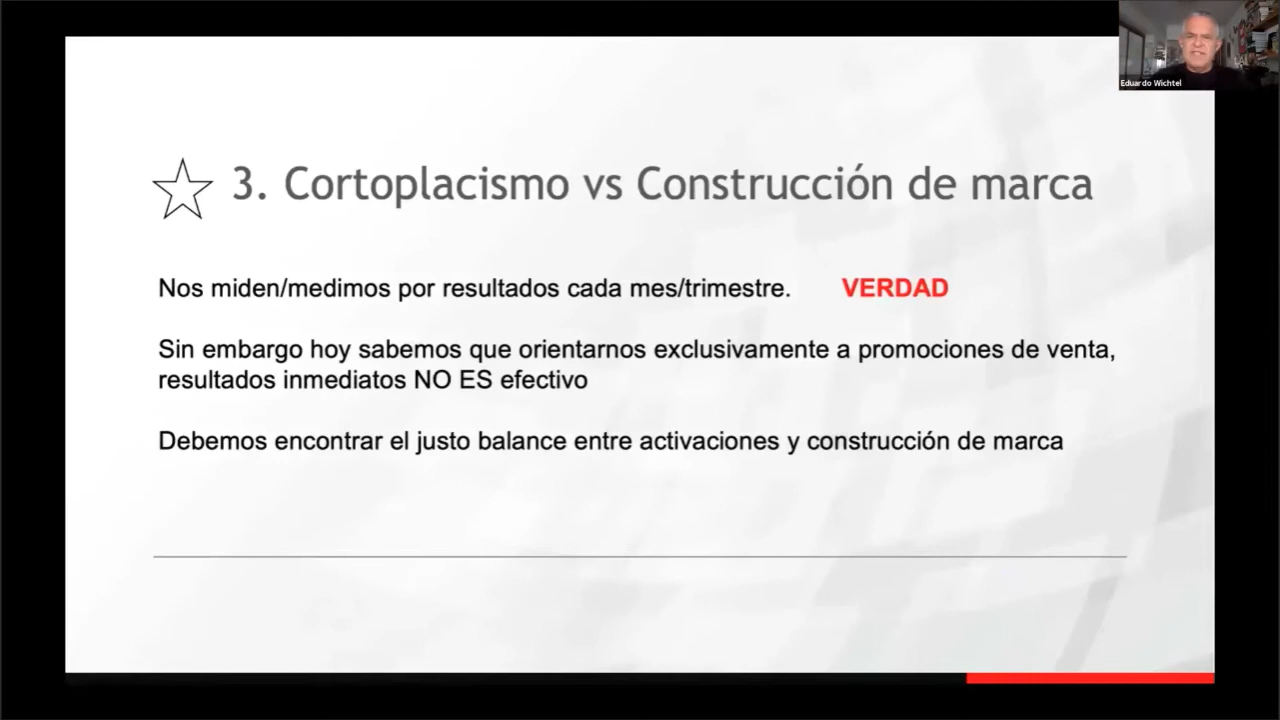 Eduardo Wichtel
3. Cortoplacismo vs Construcción de marca
Nos miden/medimos por resultados cada mes/trimestre. VERDAD
Sin embargo hoy sabemos que orientarnos exclusivamente a promociones de venta,
resultados inmediatos NO ES efectivo
Debemos encontrar el justo balance entre activaciones y construcción de marca